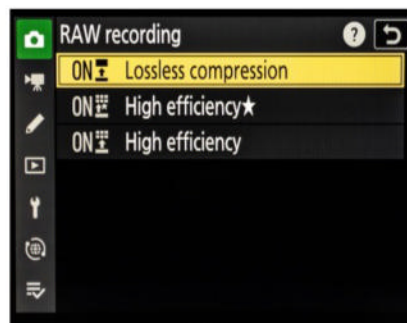 RAW recording ?
ON Lossless compression
ON High efficiency★
ON High efficiency